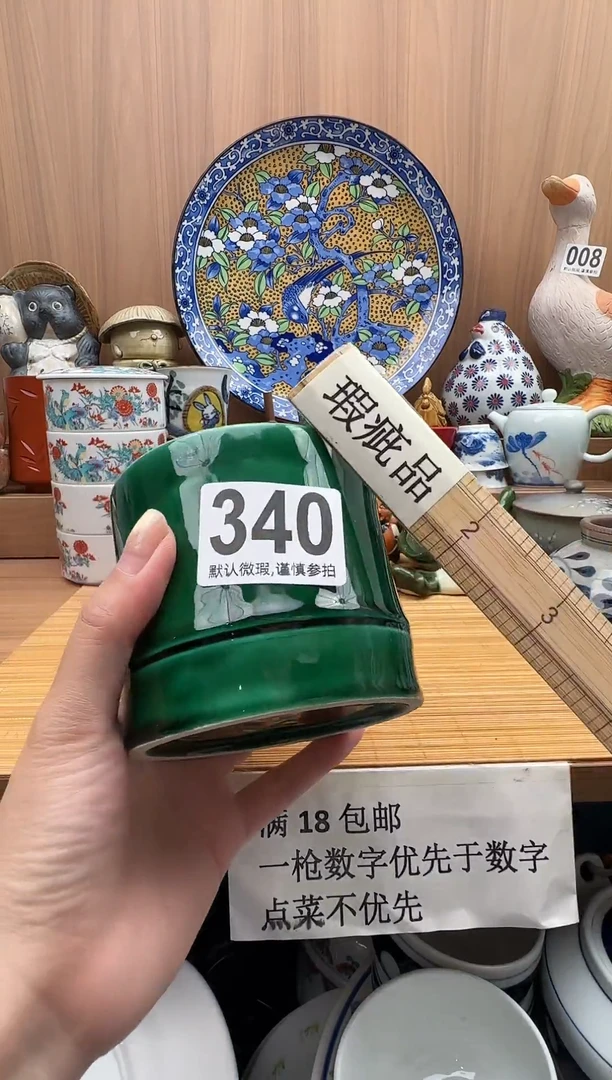 008
瑕疵品
340
默认微瑕,谨慎参拍
2
3
满 18 包邮
一枪数字优先于数字
点菜不优先